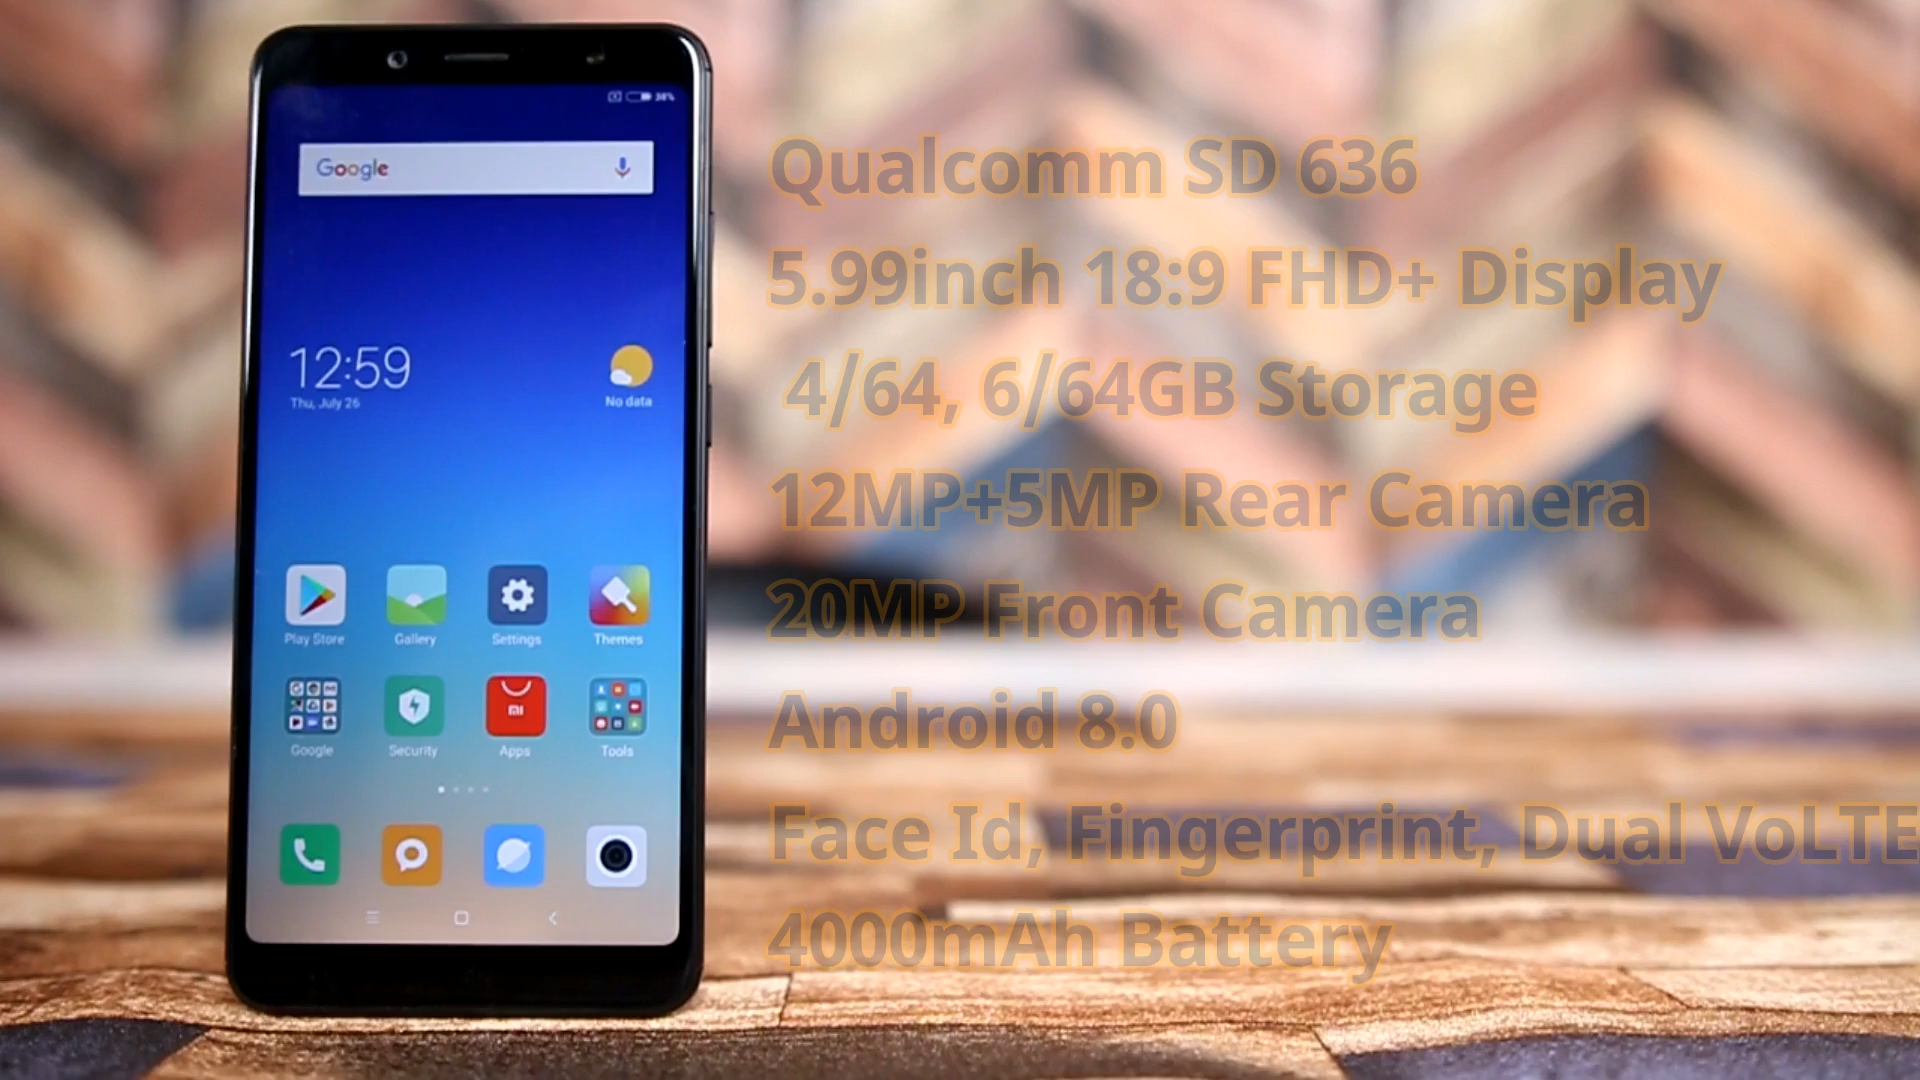 38%
Google
12:59
Thu, July 26
No data
Play Store Gallery Settings Themes
Google Security Apps Tools
mi
Qualcomm SD 636
5.99inch 18:9 FHD+ Display
4/64, 6/64GB Storage
12MP+5MP Rear Camera
20MP Front Camera
Android 8.0
Face Id, Fingerprint, Dual VoLTE
4000mAh Battery